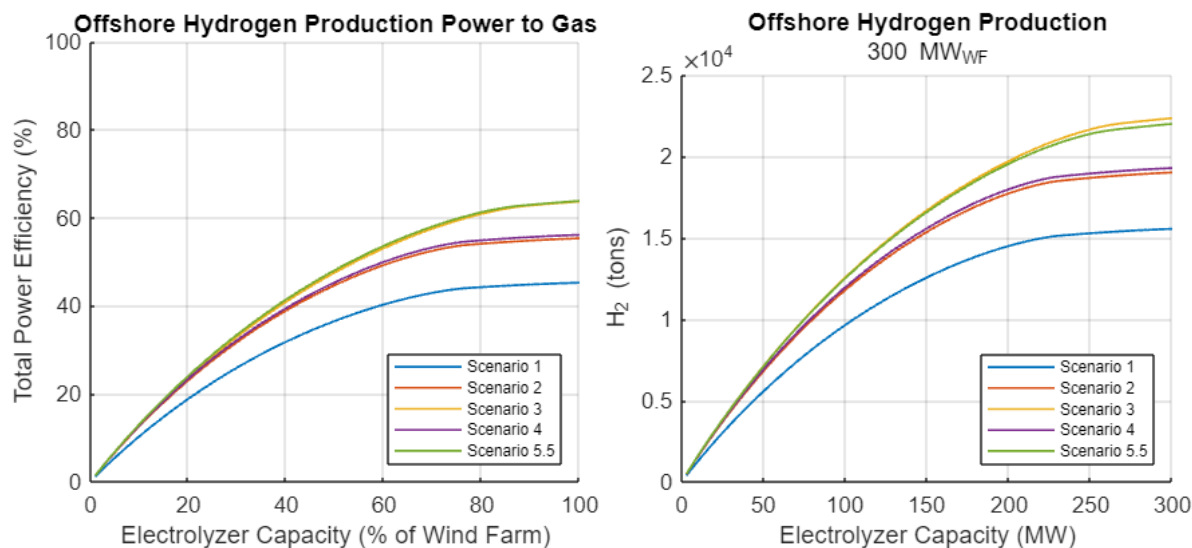 Offshore Hydrogen Production Power to Gas
100
80
60
40
20
0
Total Power Efficiency (%)
0 20 40 60 80 100
Electrolyzer Capacity (% of Wind Farm)
Scenario 1
Scenario 2
Scenario 3
Scenario 4
Scenario 5.5
Offshore Hydrogen Production
300 MW_WF
×10⁴
2.5
2
1.5
1
0.5
0
H₂ (tons)
0 50 100 150 200 250 300
Electrolyzer Capacity (MW)
Scenario 1
Scenario 2
Scenario 3
Scenario 4
Scenario 5.5